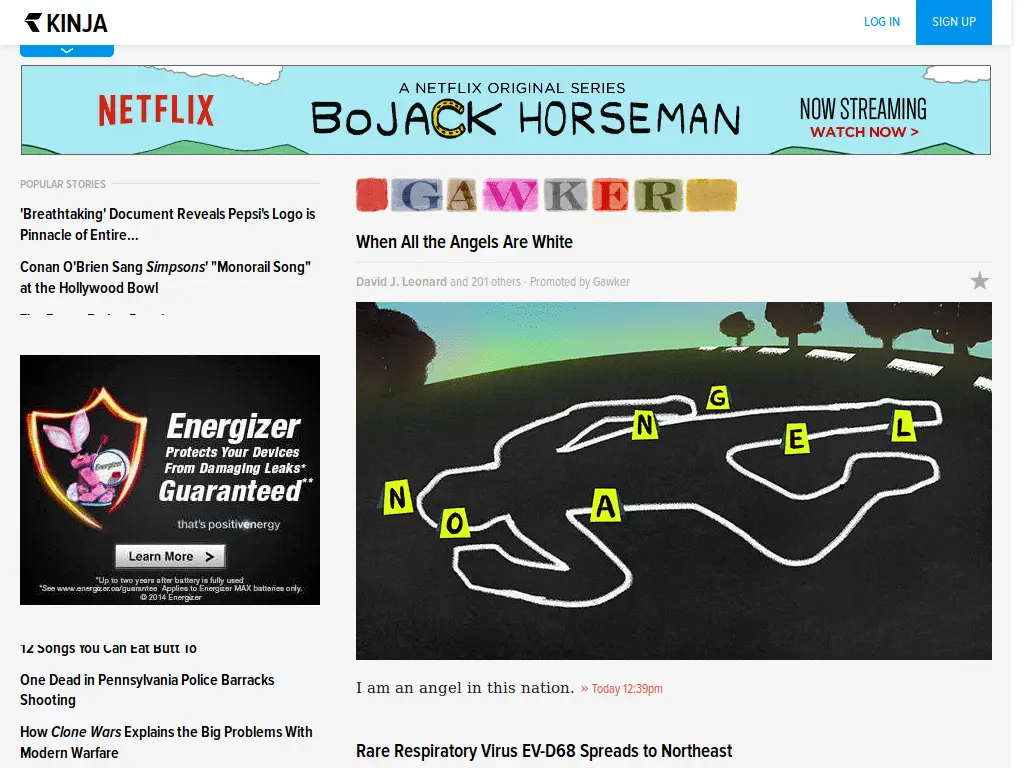 KINJA
LOG IN
SIGN UP
NETFLIX
A NETFLIX ORIGINAL SERIES
BOJACK HORSEMAN
NOW STREAMING
WATCH NOW >
POPULAR STORIES
'Breathtaking' Document Reveals Pepsi's Logo is
Pinnacle of Entire...
Conan O'Brien Sang Simpsons' "Monorail Song"
at the Hollywood Bowl
Energizer
Energizer
Protects Your Devices
From Damaging Leaks*
Guaranteed**
that's positivenergy
Learn More >
*Up to two years after battery is fully used
*See www.energizer.ca/guarantee Applies to Energizer MAX batteries only.
© 2014 Energizer
12 Songs You Can Eat Butt To
One Dead in Pennsylvania Police Barracks
Shooting
How Clone Wars Explains the Big Problems With
Modern Warfare
GAWKER
When All the Angels Are White
David J. Leonard and 201 others · Promoted by Gawker
NO ANGEL
I am an angel in this nation. » Today 12:39pm
Rare Respiratory Virus EV-D68 Spreads to Northeast